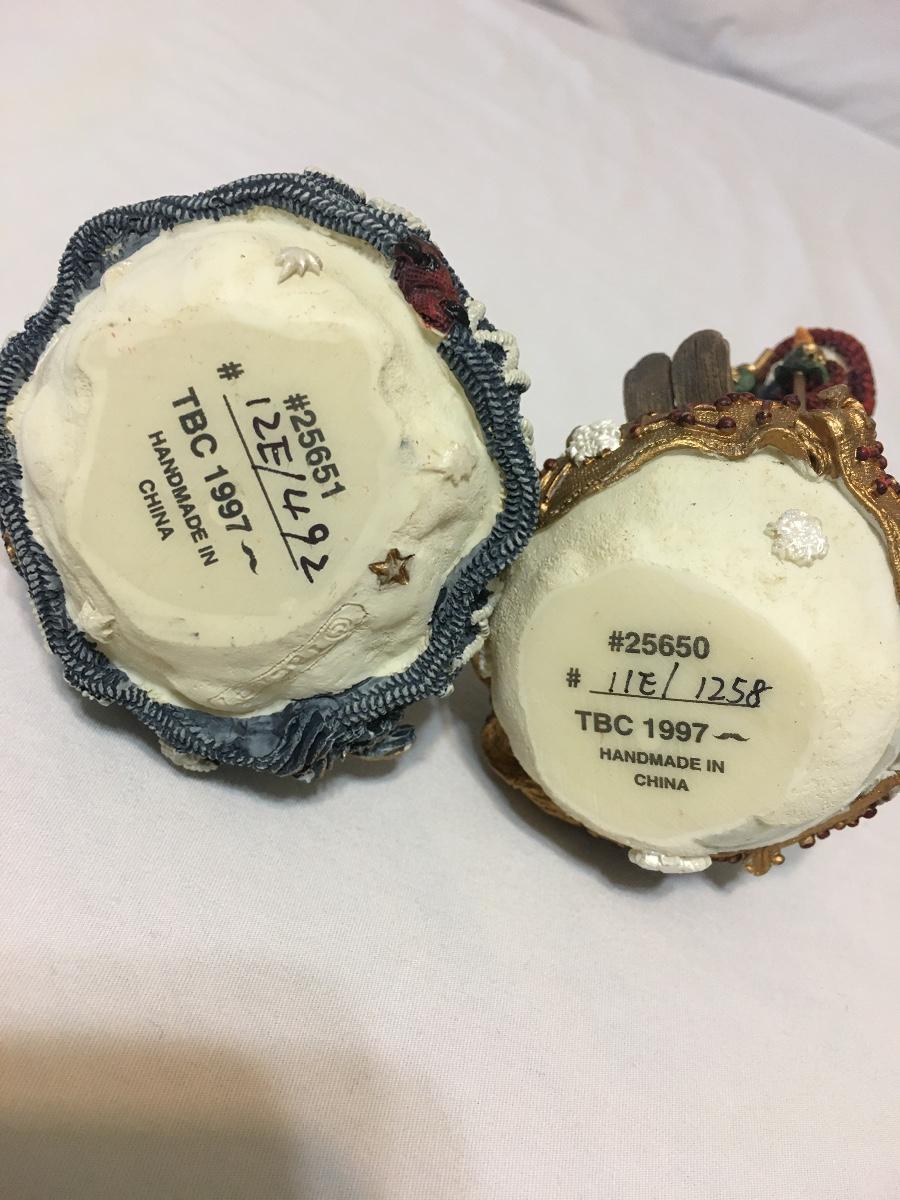 #25651
# 12E/492
TBC 1997
HANDMADE IN
CHINA
#25650
# 11E/1258
TBC 1997
HANDMADE IN
CHINA